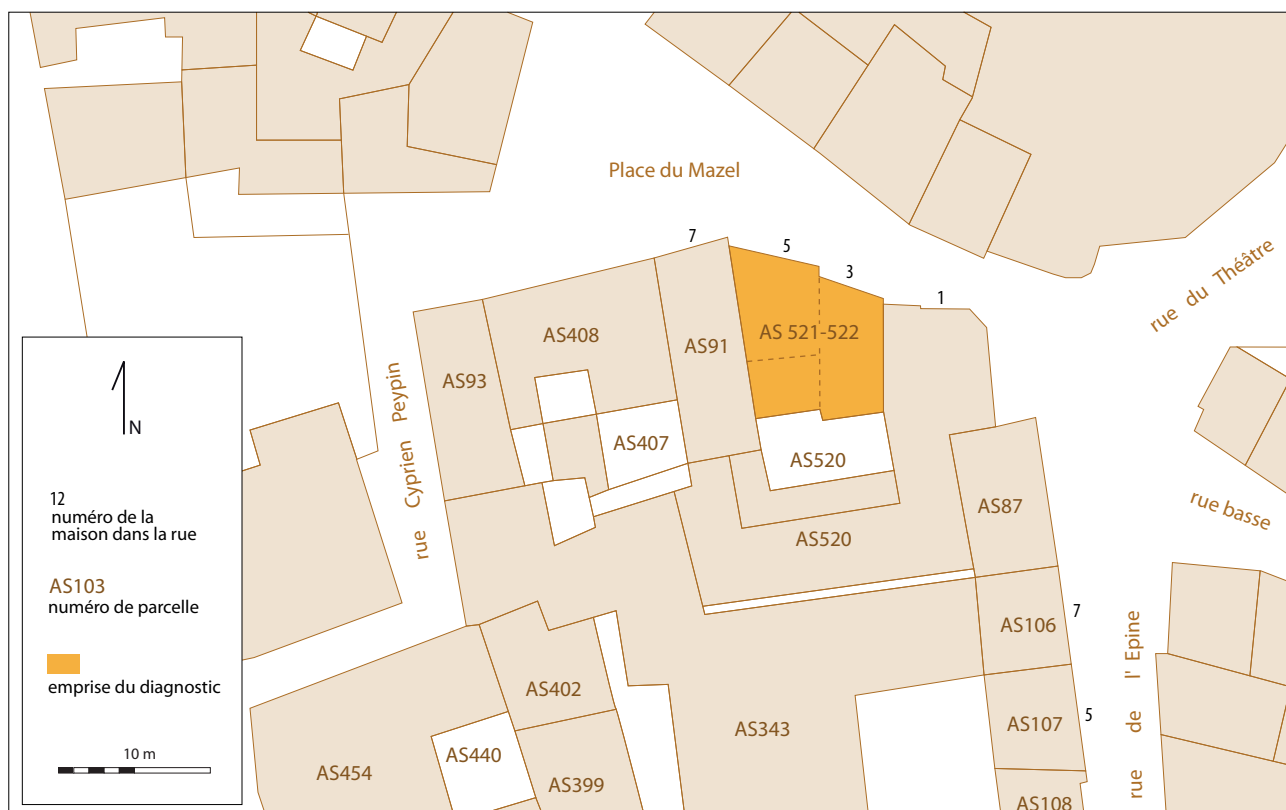 Place du Mazel
7
5
3
1
rue du Théâtre
AS 521-522
AS408
AS91
AS93
rue Cyprien Peypin
AS407
AS520
AS87
rue basse
AS520
N
12
numéro de la
maison dans la rue
AS103
numéro de parcelle
emprise du diagnostic
10 m
AS106
7
rue de l' Epine
AS402
AS107
5
AS343
AS440
AS454
AS399
AS108